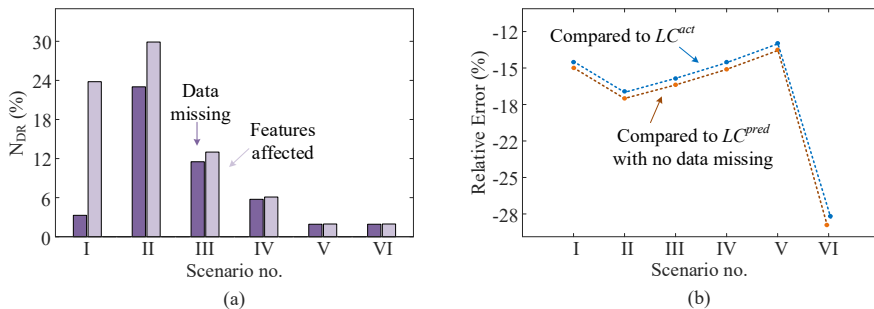 30
24
18
12
6
0
N_DR (%)
Data
missing
Features
affected
I II III IV V VI
Scenario no.
(a)
-12
-15
-18
-22
-25
-28
Relative Error (%)
Compared to LC^act
Compared to LC^pred
with no data missing
I II III IV V VI
Scenario no.
(b)